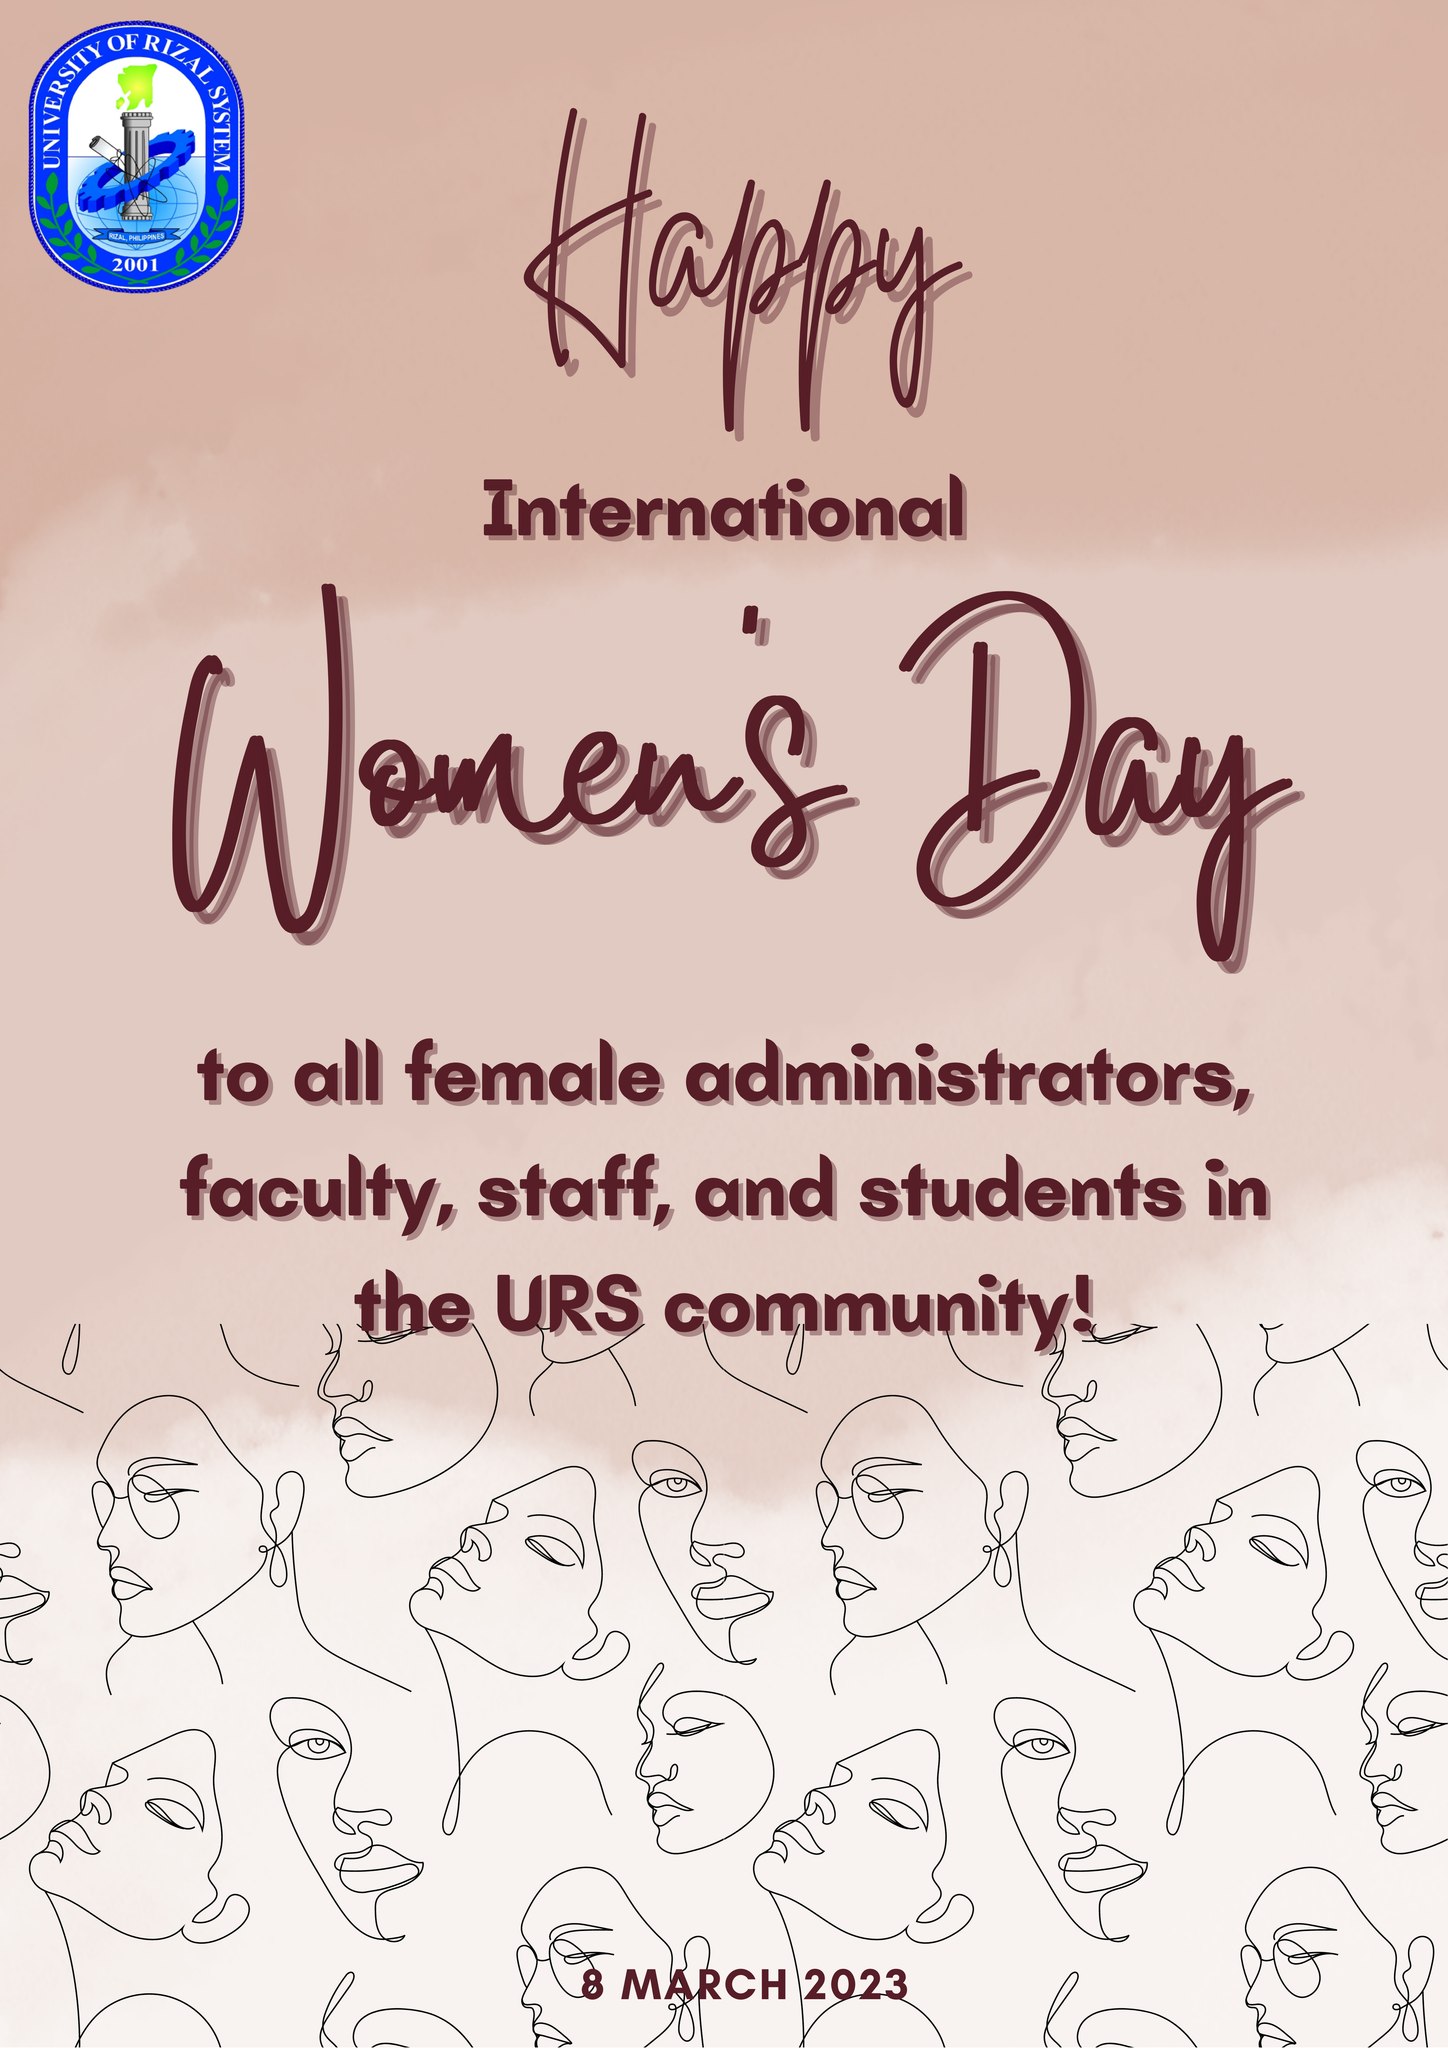 UNIVERSITY OF RIZAL SYSTEM
RIZAL, PHILIPPINES
2001
Happy
International
Women's Day
to all female administrators,
faculty, staff, and students in
the URS community!
8 MARCH 2023